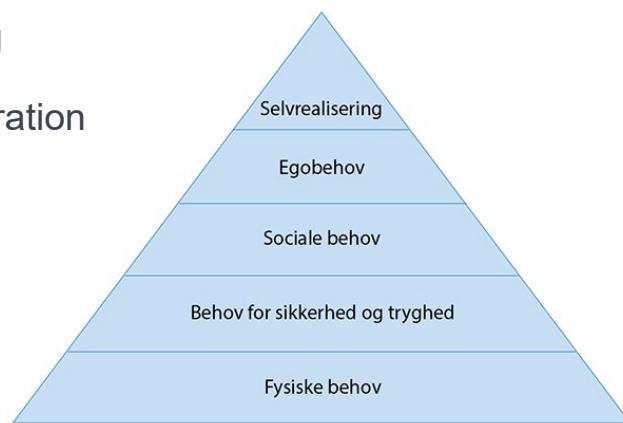 ration
Selvrealisering
Egobehov
Sociale behov
Behov for sikkerhed og tryghed
Fysiske behov